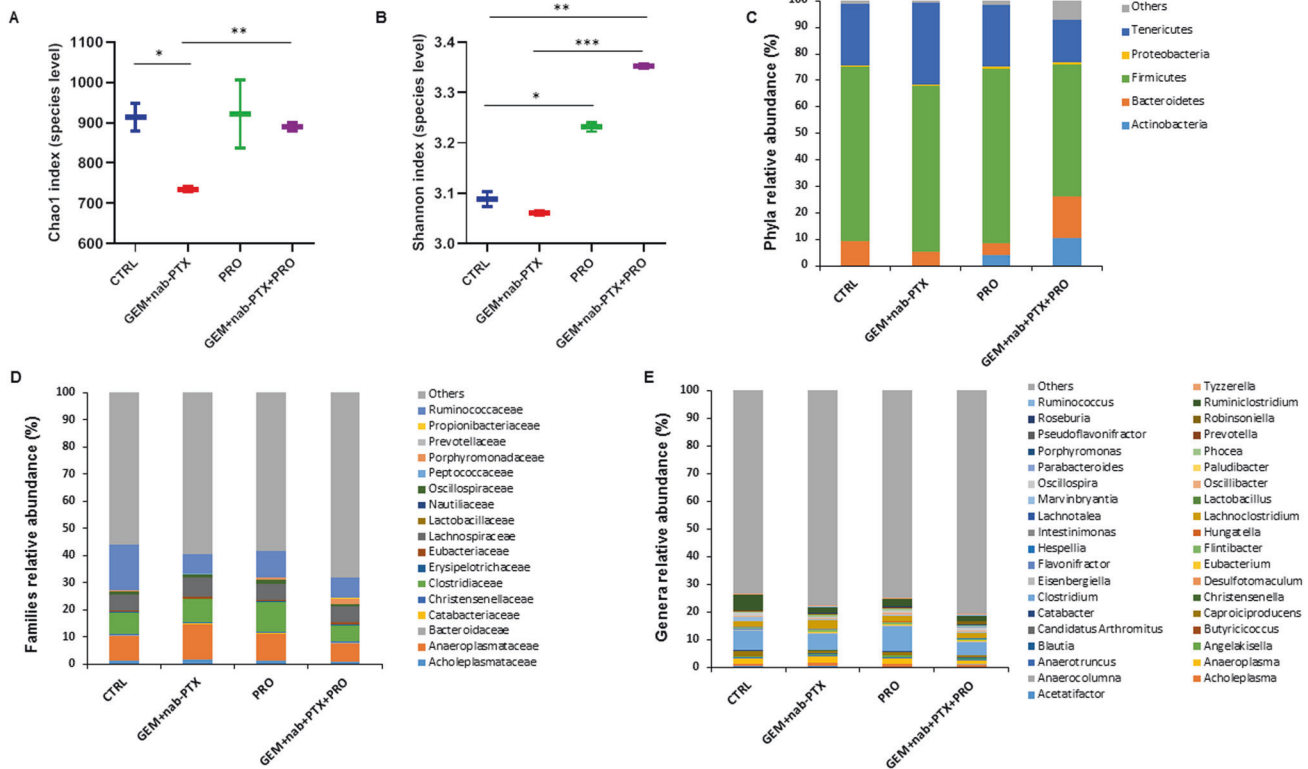 A
Chao1 index (species level)
1100
1000
900
800
700
600
*
**
CTRL
GEM+nab-PTX
PRO
GEM+nab-PTX+PRO
B
Shannon index (species level)
3.4
3.3
3.2
3.1
3.0
**
***
*
CTRL
GEM+nab-PTX
PRO
GEM+nab-PTX+PRO
C
Phyla relative abundance (%)
100
90
80
70
60
50
40
30
20
10
0
CTRL
GEM+nab-PTX
PRO
GEM+nab+PTX+PRO
Others
Tenericutes
Proteobacteria
Firmicutes
Bacteroidetes
Actinobacteria
D
Families relative abundance (%)
100
90
80
70
60
50
40
30
20
10
0
CTRL
GEM+nab-PTX
PRO
GEM+nab+PTX+PRO
Others
Ruminococcaceae
Propionibacteriaceae
Prevotellaceae
Porphyromonadaceae
Peptococcaceae
Oscillospiraceae
Nautiliaceae
Lactobacillaceae
Lachnospiraceae
Eubacteriaceae
Erysipelotrichaceae
Clostridiaceae
Christensenellaceae
Catabacteriaceae
Bacteroidaceae
Anaeroplasmataceae
Acholeplasmataceae
E
Genera relative abundance (%)
100
90
80
70
60
50
40
30
20
10
0
CTRL
GEM+nab-PTX
PRO
GEM+nab+PTX+PRO
Others
Ruminococcus
Roseburia
Pseudoflavonifractor
Porphyromonas
Parabacteroides
Oscillospira
Marvinbryantia
Lachnotalea
Intestinimonas
Hespellia
Flavonifractor
Eisenbergiella
Clostridium
Catabacter
Candidatus Arthromitus
Blautia
Anaerotruncus
Anaerocolumna
Acetatifactor
Tyzzerella
Ruminiclostridium
Robinsoniella
Prevotella
Phocea
Paludibacter
Oscillibacter
Lactobacillus
Lachnoclostridium
Hungatella
Flintibacter
Eubacterium
Desulfotomaculum
Christensenella
Caproiciproducens
Butyricicoccus
Angelakisella
Anaeroplasma
Acholeplasma